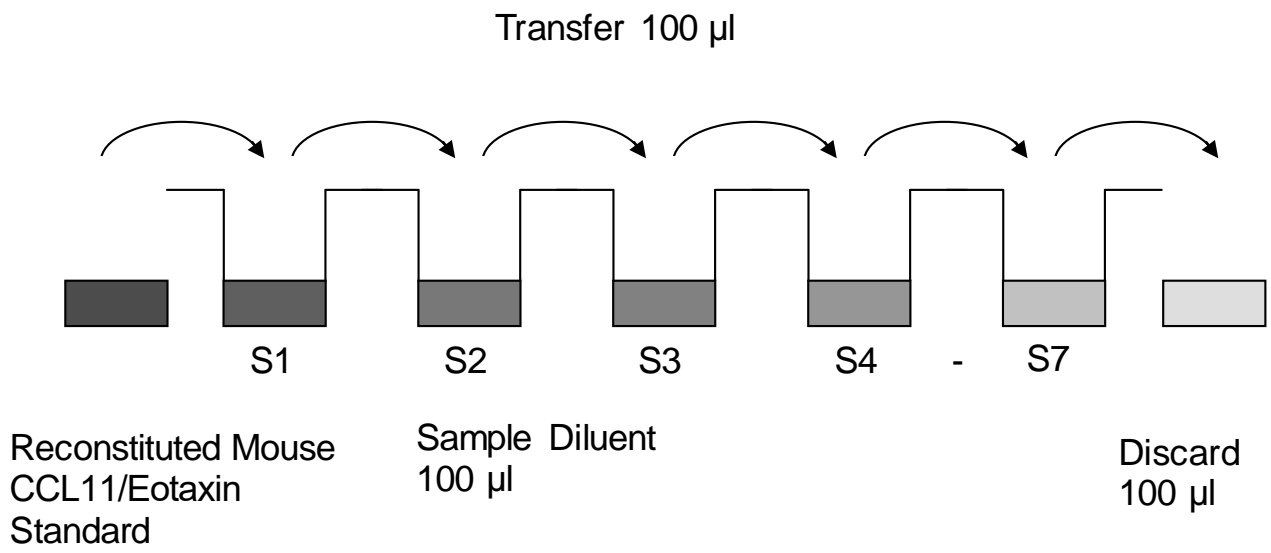 Transfer 100 µl
S1 S2 S3 S4 - S7
Reconstituted Mouse
CCL11/Eotaxin
Standard
Sample Diluent
100 µl
Discard
100 µl